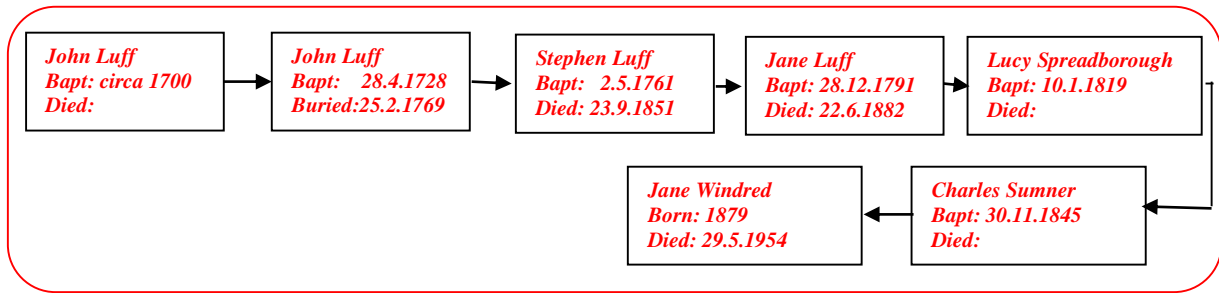 John Luff
Bapt: circa 1700
Died:
John Luff
Bapt: 28.4.1728
Buried:25.2.1769
Stephen Luff
Bapt: 2.5.1761
Died: 23.9.1851
Jane Luff
Bapt: 28.12.1791
Died: 22.6.1882
Lucy Spreadborough
Bapt: 10.1.1819
Died:
Charles Sumner
Bapt: 30.11.1845
Died:
Jane Windred
Born: 1879
Died: 29.5.1954